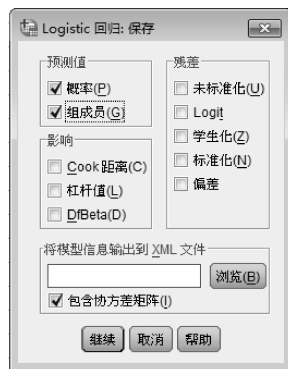 Logistic 回归: 保存
预测值
概率(P)
组成员(G)
影响
Cook 距离(C)
杠杆值(L)
DfBeta(D)
残差
未标准化(U)
Logit
学生化(Z)
标准化(N)
偏差
将模型信息输出到 XML 文件
浏览(B)
包含协方差矩阵(I)
继续 取消 帮助